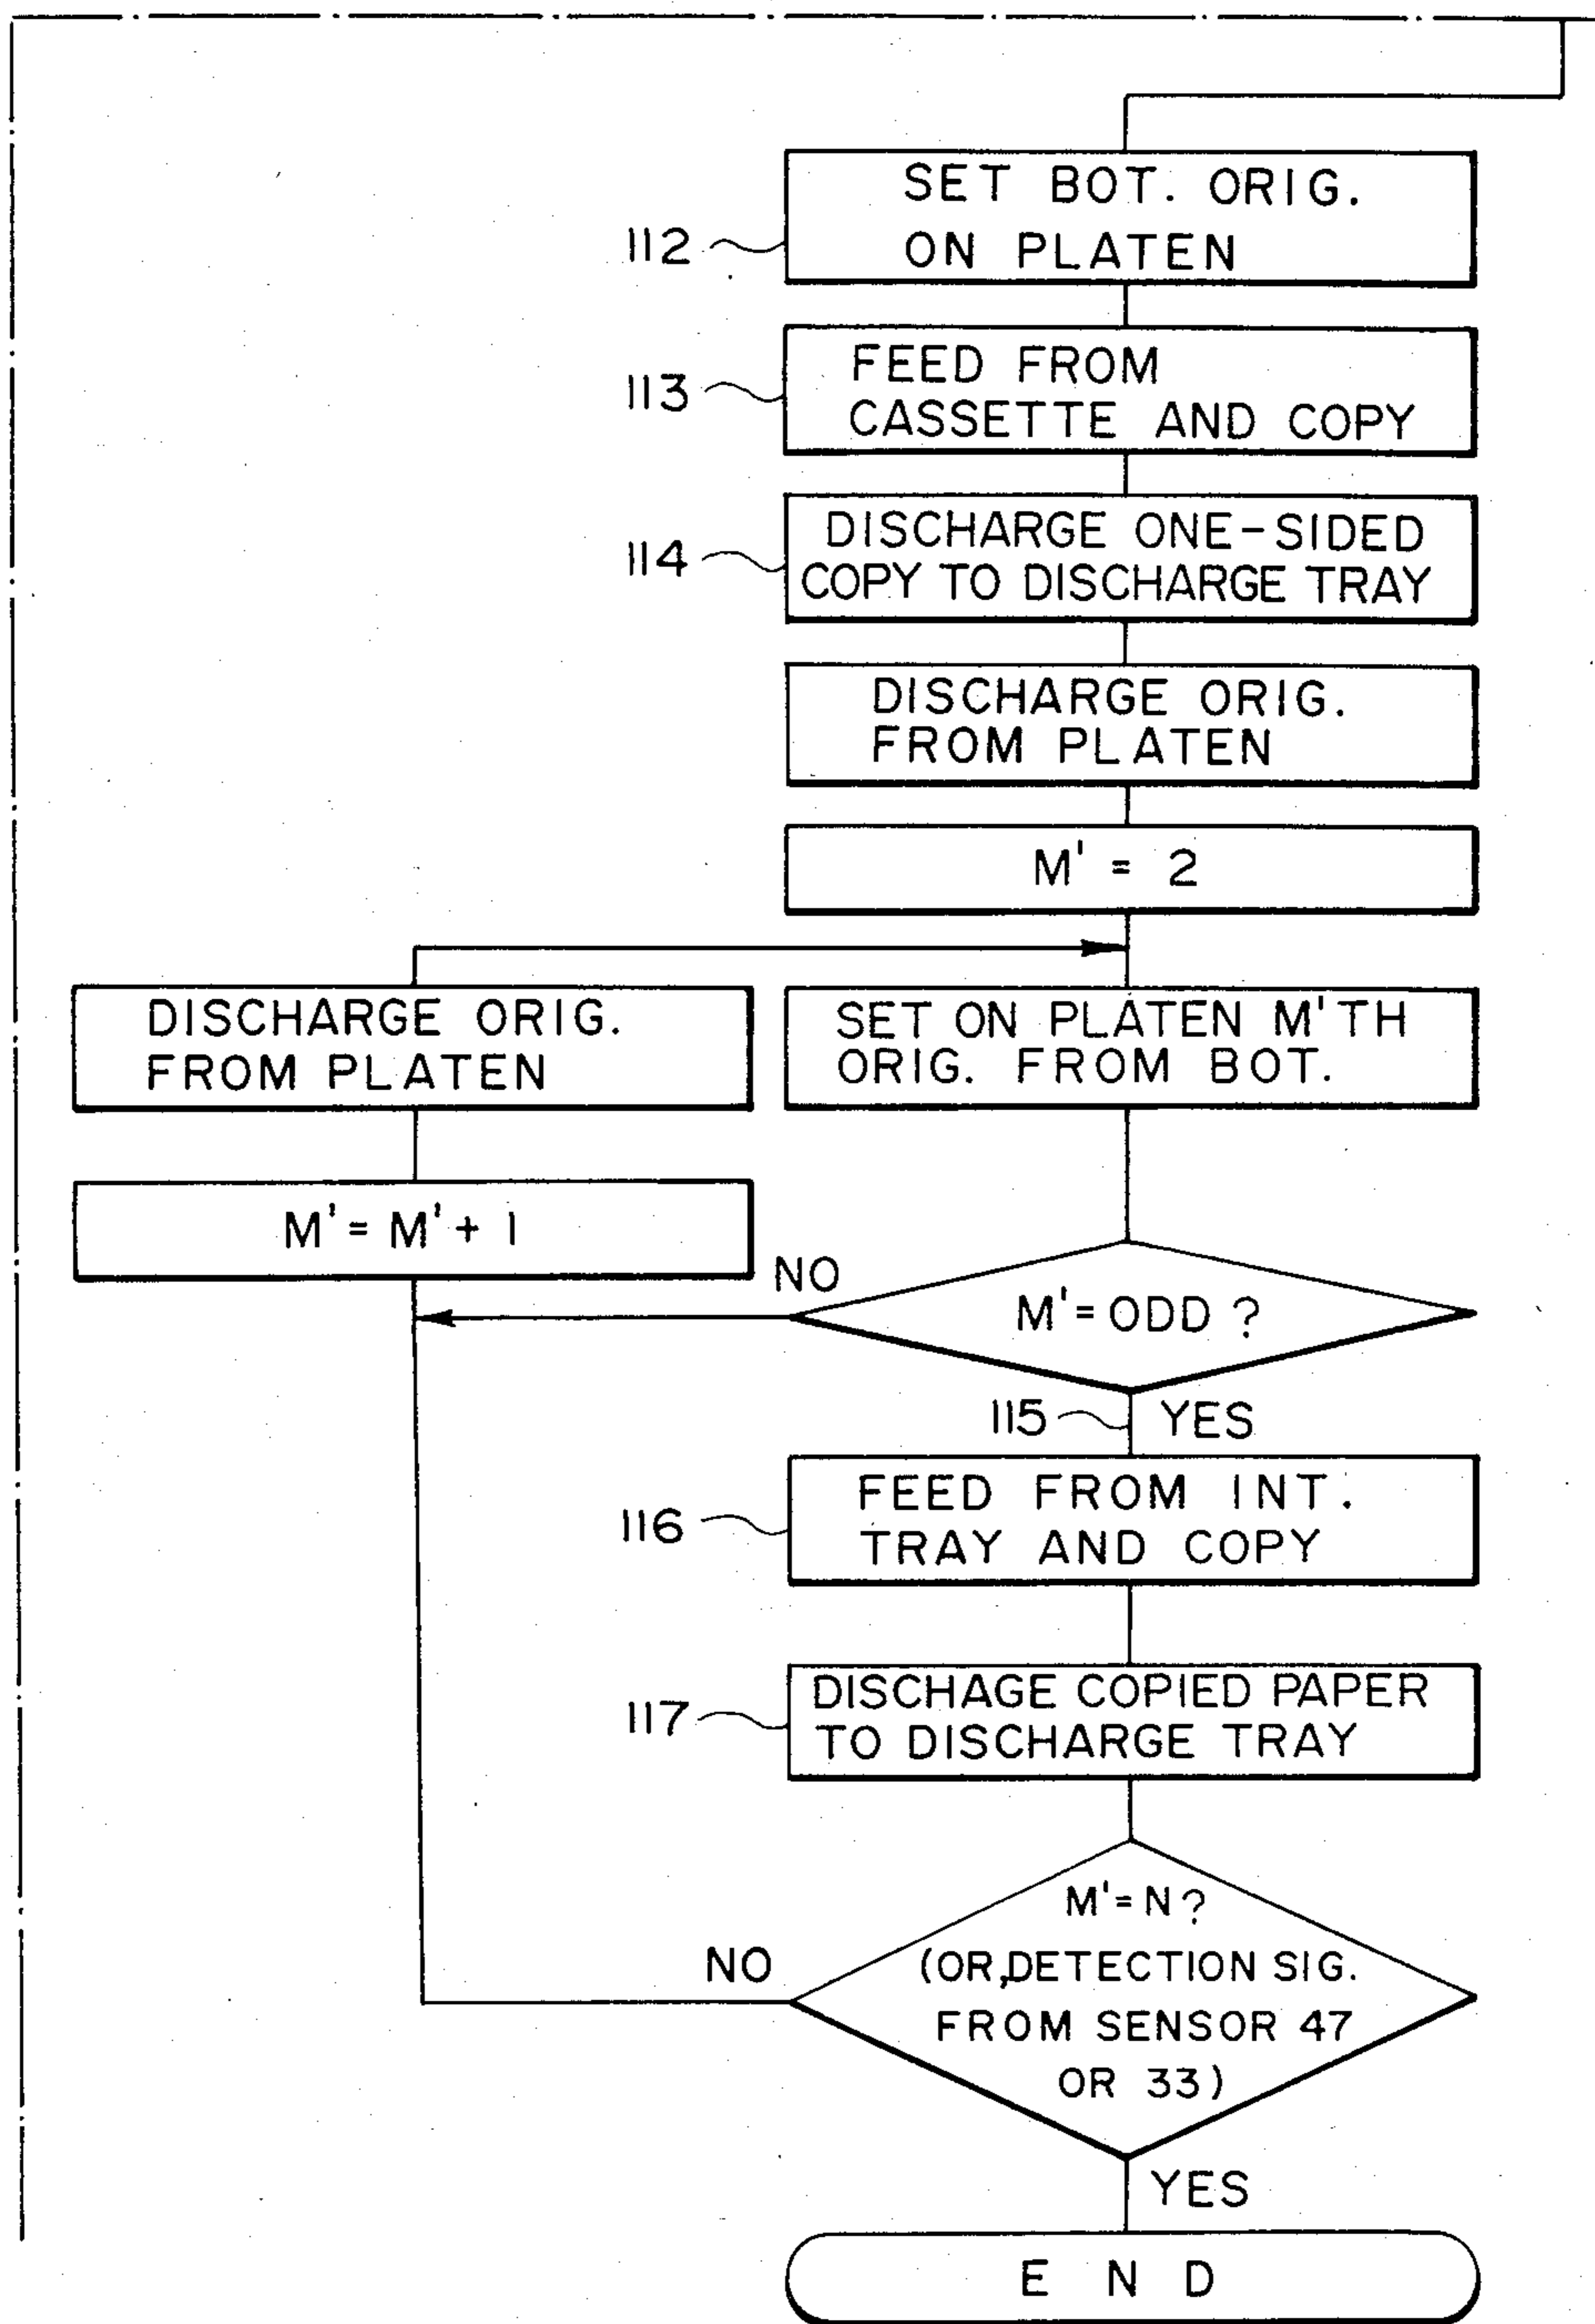 SET BOT. ORIG.
112
ON PLATEN
FEED FROM
113
CASSETTE AND COPY
DISCHARGE ONE-SIDED
114
COPY TO DISCHARGE TRAY
DISCHARGE ORIG.
FROM PLATEN
M' = 2
DISCHARGE ORIG.
FROM PLATEN
SET ON PLATEN M'TH
ORIG. FROM BOT.
M' = M' + 1
NO
M' = ODD ?
115
YES
FEED FROM INT.
116
TRAY AND COPY
DISCHAGE COPIED PAPER
117
TO DISCHARGE TRAY
M' = N ?
NO
(OR, DETECTION SIG.
FROM SENSOR 47
OR 33)
YES
END